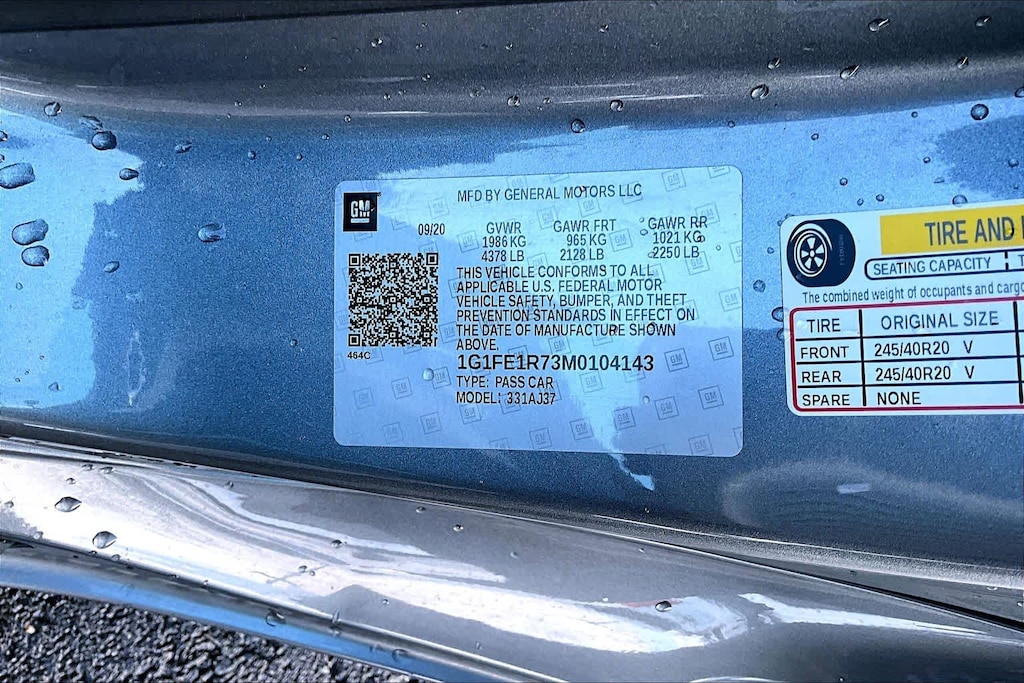 MFD BY GENERAL MOTORS LLC
GM
09/20 GVWR GAWR FRT GAWR RR
1986 KG 965 KG 1021 KG
4378 LB 2128 LB 2250 LB
THIS VEHICLE CONFORMS TO ALL
APPLICABLE U.S. FEDERAL MOTOR
VEHICLE SAFETY, BUMPER, AND THEFT
PREVENTION STANDARDS IN EFFECT ON
THE DATE OF MANUFACTURE SHOWN
ABOVE.
464C
1G1FE1R73M0104143
TYPE: PASS CAR
MODEL: 331AJ37
TIRE AND
SEATING CAPACITY
The combined weight of occupants and cargo
TIRE ORIGINAL SIZE
FRONT 245/40R20 V
REAR 245/40R20 V
SPARE NONE